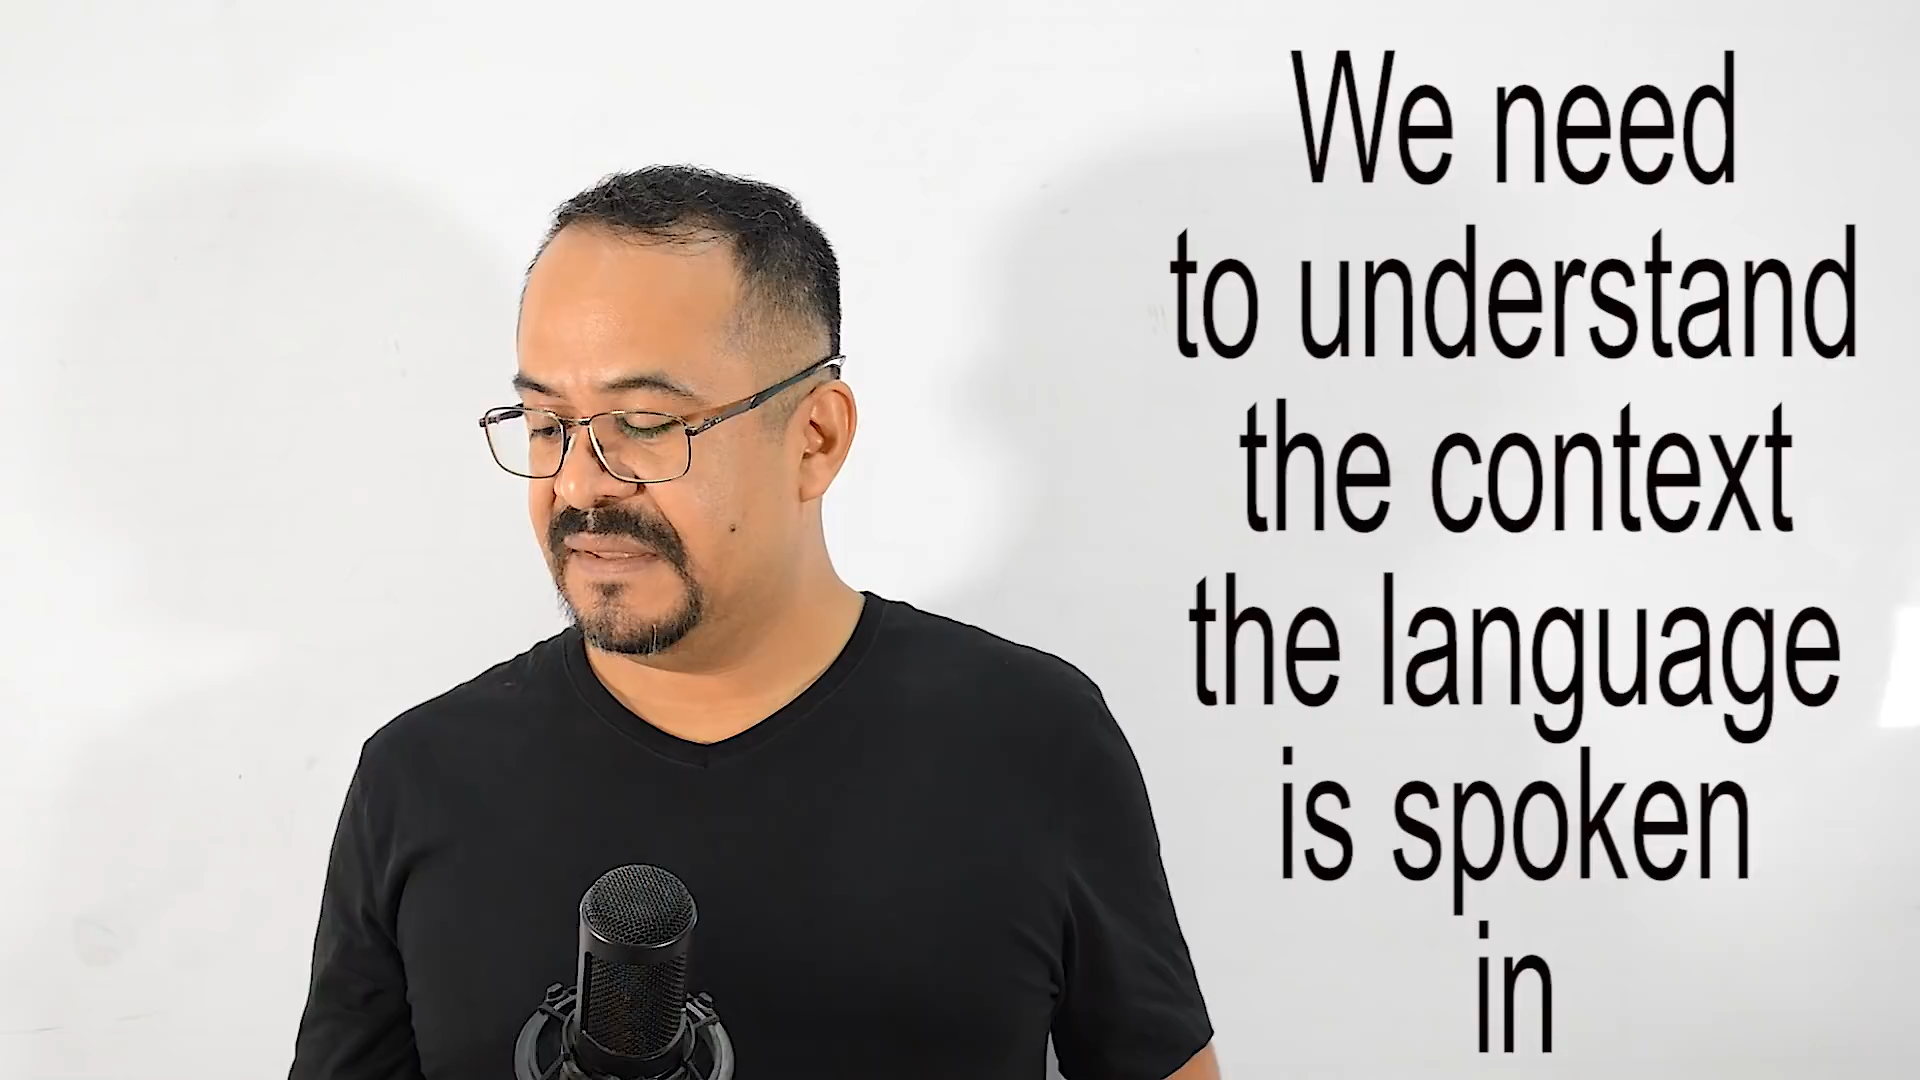 We need
to understand
the context
the language
is spoken
in